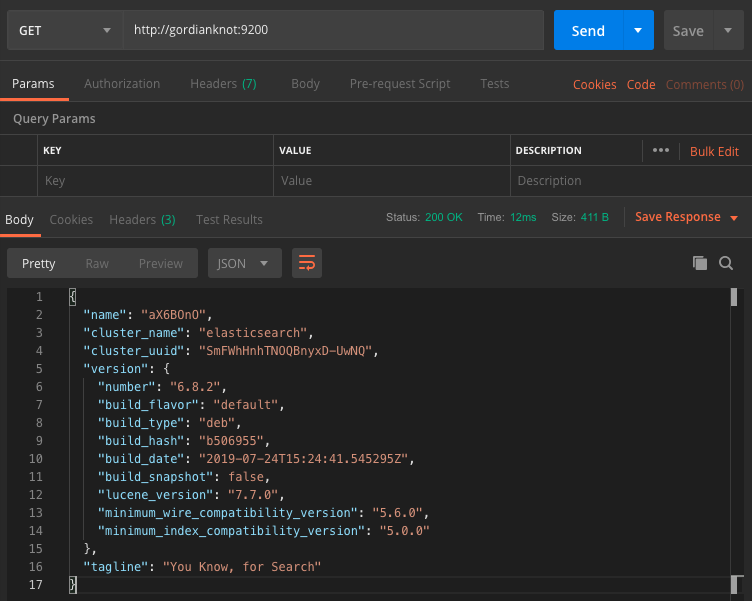 GET http://gordianknot:9200 Send Save
Params Authorization Headers (7) Body Pre-request Script Tests Cookies Code Comments (0)
Query Params
KEY VALUE DESCRIPTION ••• Bulk Edit
Key Value Description
Body Cookies Headers (3) Test Results Status: 200 OK Time: 12ms Size: 411 B Save Response
Pretty Raw Preview JSON
1 {
2 "name": "aX6BOnO",
3 "cluster_name": "elasticsearch",
4 "cluster_uuid": "SmFWhHnhTNOQBnyxD-UwNQ",
5 "version": {
6 "number": "6.8.2",
7 "build_flavor": "default",
8 "build_type": "deb",
9 "build_hash": "b506955",
10 "build_date": "2019-07-24T15:24:41.545295Z",
11 "build_snapshot": false,
12 "lucene_version": "7.7.0",
13 "minimum_wire_compatibility_version": "5.6.0",
14 "minimum_index_compatibility_version": "5.0.0"
15 },
16 "tagline": "You Know, for Search"
17 }